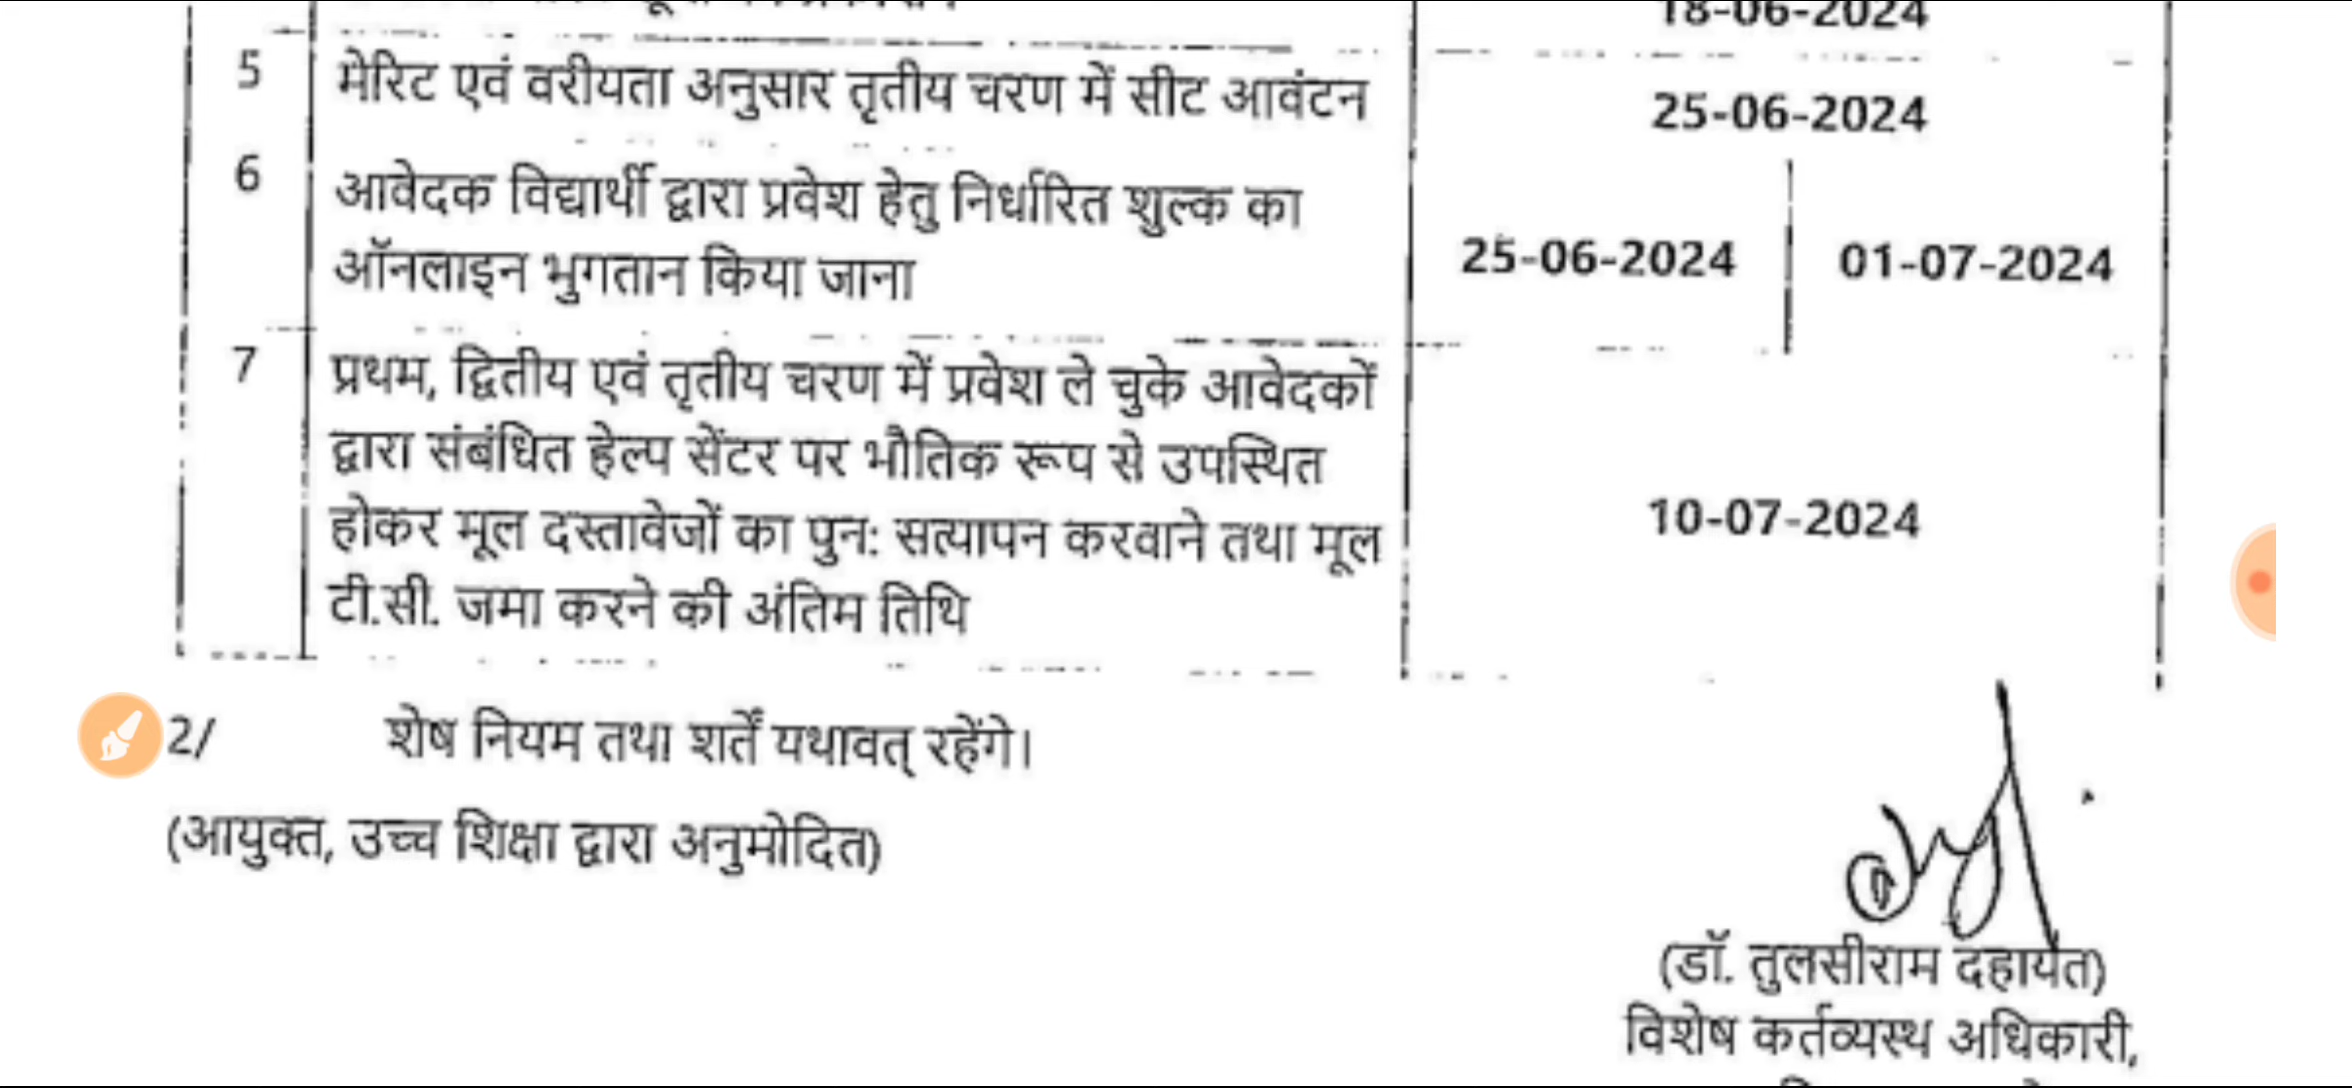 18-06-2024
5 मेरिट एवं वरीयता अनुसार तृतीय चरण में सीट आवंटन 25-06-2024
6 आवेदक विद्यार्थी द्वारा प्रवेश हेतु निर्धारित शुल्क का
ऑनलाइन भुगतान किया जाना 25-06-2024 01-07-2024
7 प्रथम, द्वितीय एवं तृतीय चरण में प्रवेश ले चुके आवेदकों
द्वारा संबंधित हेल्प सेंटर पर भौतिक रूप से उपस्थित
होकर मूल दस्तावेजों का पुन: सत्यापन करवाने तथा मूल
टी.सी. जमा करने की अंतिम तिथि
10-07-2024
2/ शेष नियम तथा शर्तें यथावत् रहेंगे।
(आयुक्त, उच्च शिक्षा द्वारा अनुमोदित)
(डॉ. तुलसीराम दहायत)
विशेष कर्तव्यस्थ अधिकारी,